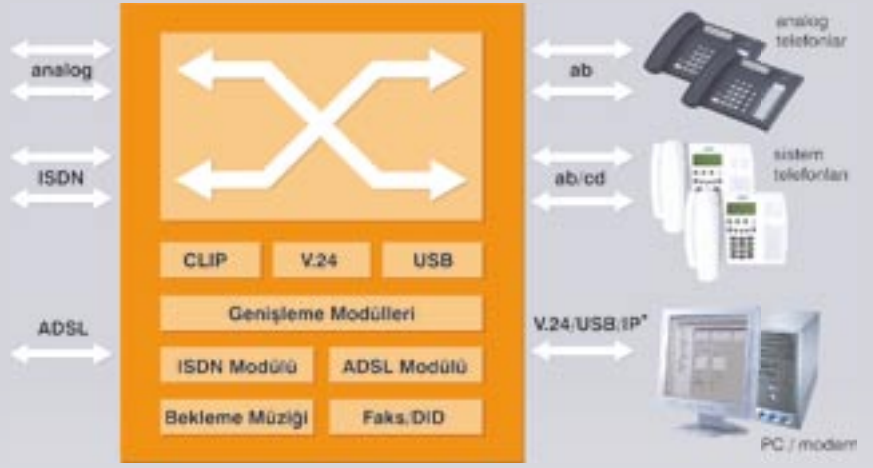 analog
ISDN
ADSL
CLIP
V.24
USB
Genişleme Modülleri
ISDN Modülü
ADSL Modülü
Bekleme Müziği
Faks/DID
ab
ab/cd
V.24/USB/IP*
analog
telefonlar
sistem
telefonları
PC / modem